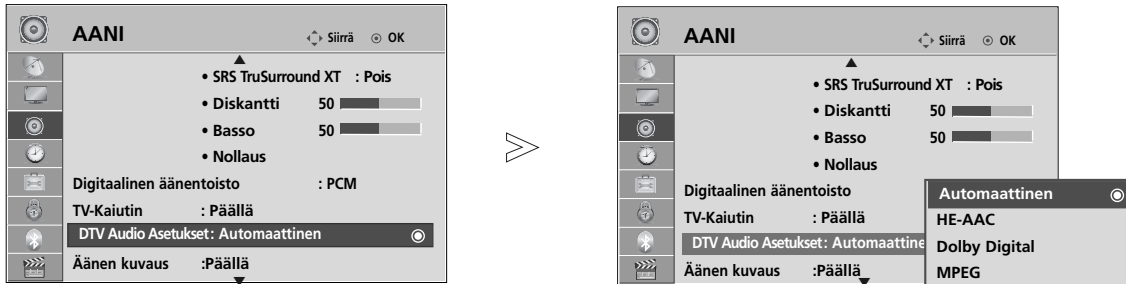 AANI
Siirrä OK
• SRS TruSurround XT : Pois
• Diskantti 50
• Basso 50
• Nollaus
Digitaalinen äänentoisto : PCM
TV-Kaiutin : Päällä
DTV Audio Asetukset : Automaattinen
Äänen kuvaus :Päällä
AANI
Siirrä OK
• SRS TruSurround XT : Pois
• Diskantti 50
• Basso 50
• Nollaus
Digitaalinen äänentoisto
TV-Kaiutin : Päällä
DTV Audio Asetukset : Automaattine
Äänen kuvaus :Päällä
Automaattinen
HE-AAC
Dolby Digital
MPEG